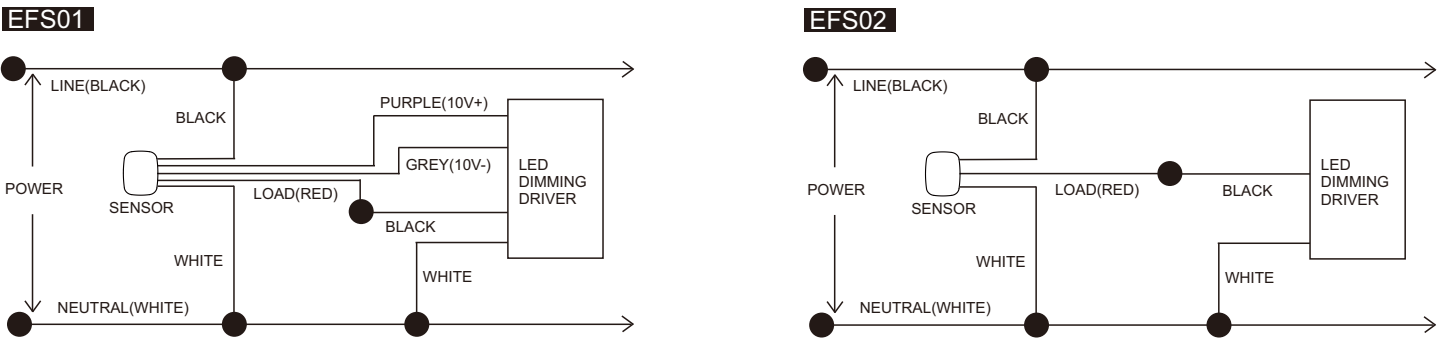 EFS01
LINE(BLACK)
PURPLE(10V+)
BLACK
GREY(10V-)
LED
DIMMING
DRIVER
POWER
LOAD(RED)
SENSOR
BLACK
WHITE
WHITE
NEUTRAL(WHITE)
EFS02
LINE(BLACK)
BLACK
LED
DIMMING
DRIVER
POWER
LOAD(RED)
BLACK
SENSOR
WHITE
WHITE
NEUTRAL(WHITE)